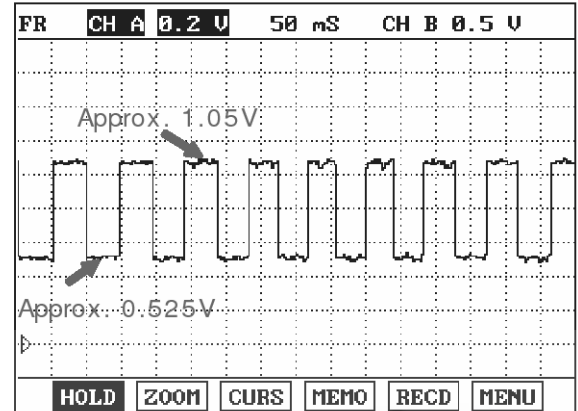 FR CH A 0.2 V 50 mS CH B 0.5 V
Approx. 1.05V
Approx. 0.525V
HOLD ZOOM CURS MEMO RECD MENU